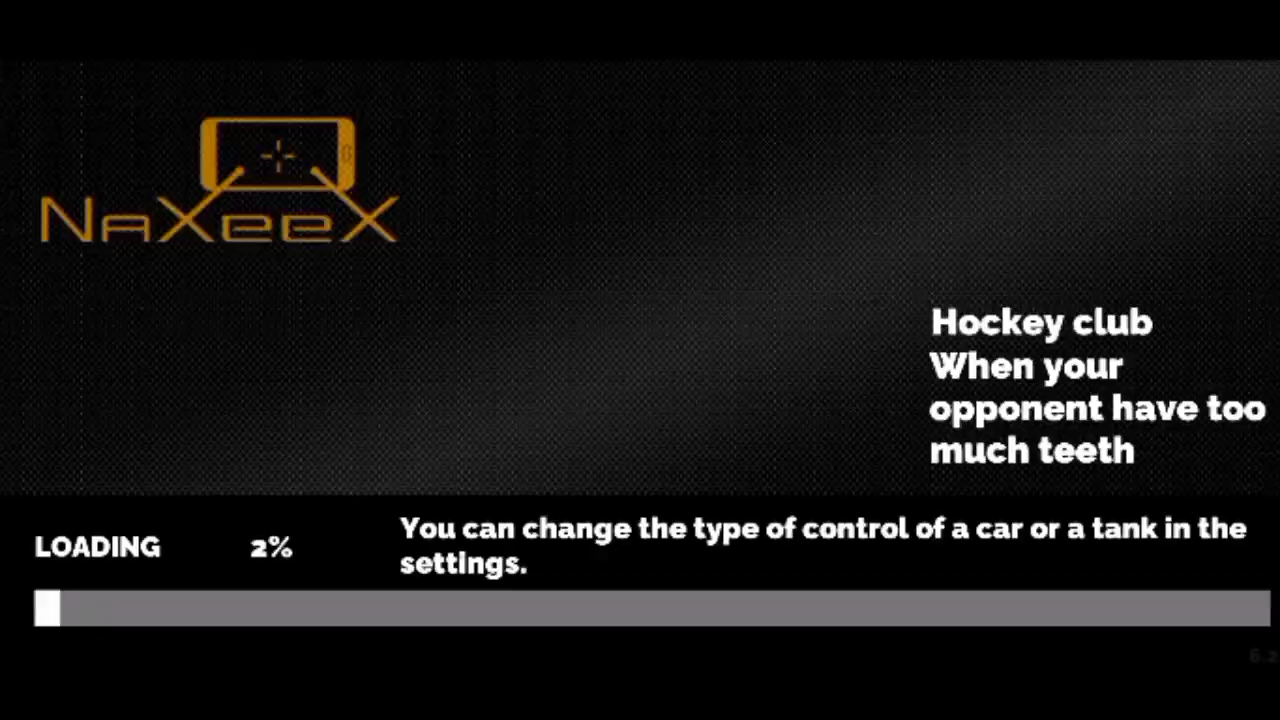 NaXeeX
Hockey club
When your
opponent have too
much teeth
LOADING 2%
You can change the type of control of a car or a tank in the
settings.